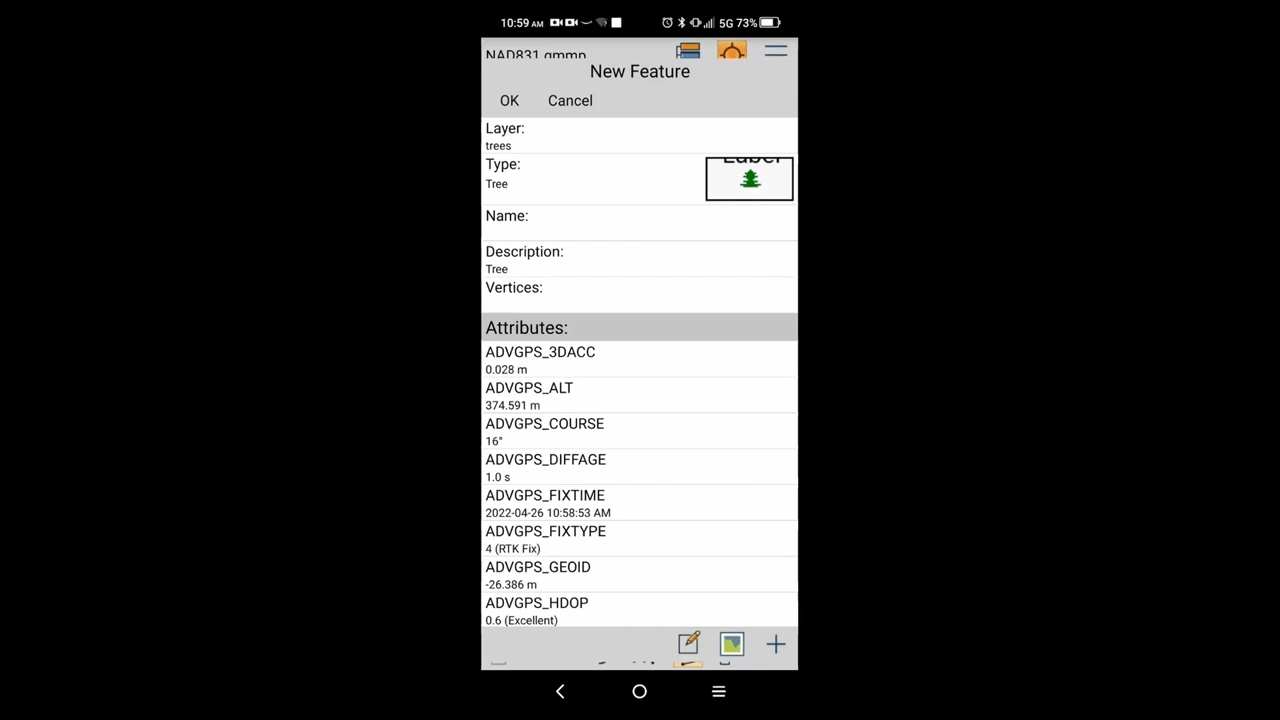 10:59 AM 5G 73%
NAD831.gmmp
New Feature
OK Cancel
Layer:
trees
Type:
Label
Tree
Name:
Description:
Tree
Vertices:
Attributes:
ADVGPS_3DACC
0.028 m
ADVGPS_ALT
374.591 m
ADVGPS_COURSE
16°
ADVGPS_DIFFAGE
1.0 s
ADVGPS_FIXTIME
2022-04-26 10:58:53 AM
ADVGPS_FIXTYPE
4 (RTK Fix)
ADVGPS_GEOID
-26.386 m
ADVGPS_HDOP
0.6 (Excellent)